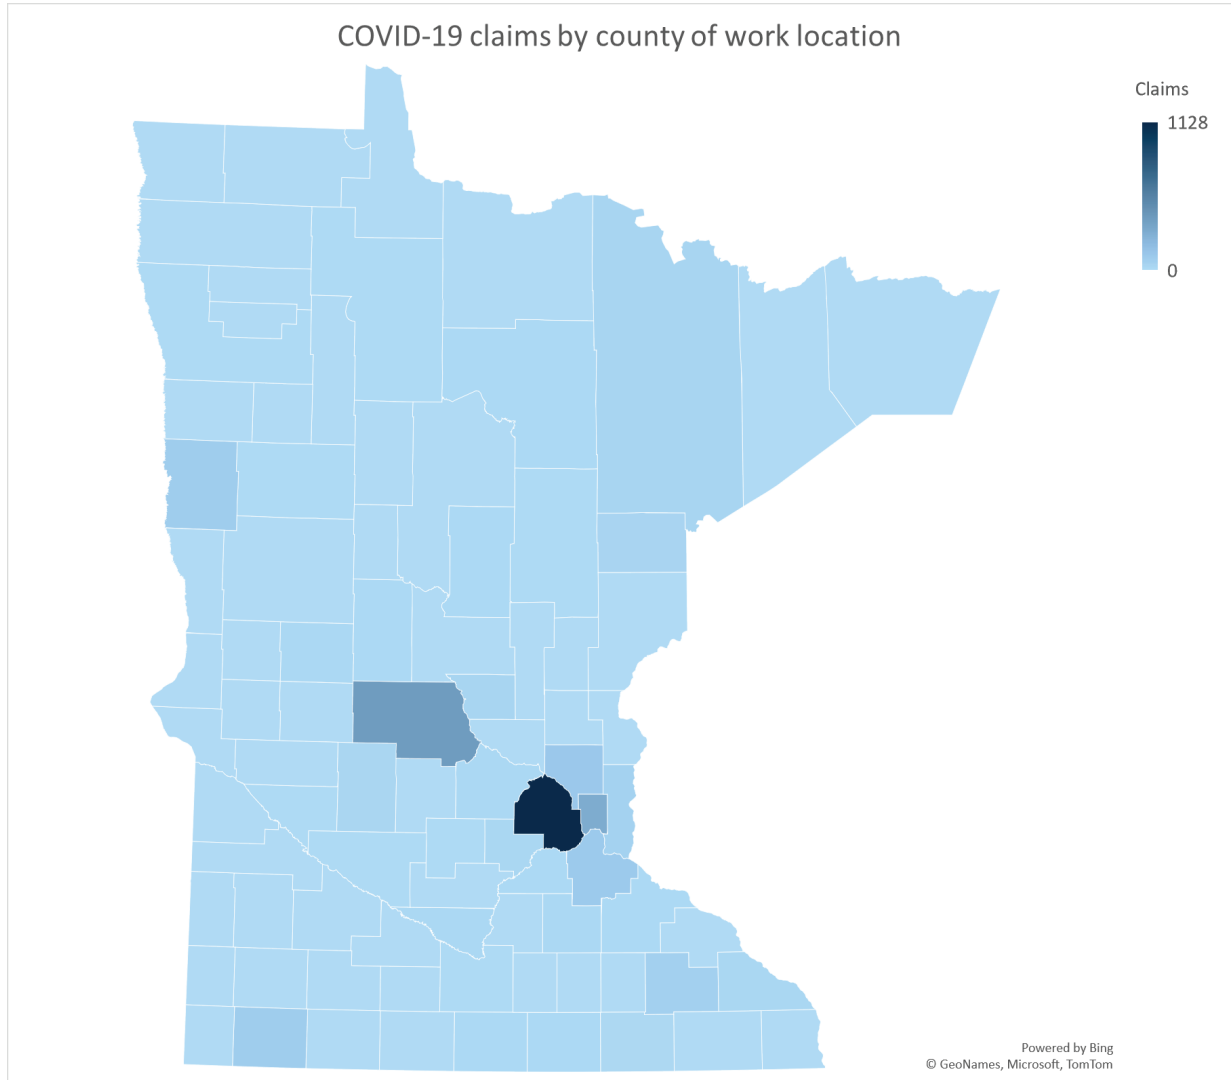 COVID-19 claims by county of work location
Claims
1128
0
Powered by Bing
© GeoNames, Microsoft, TomTom